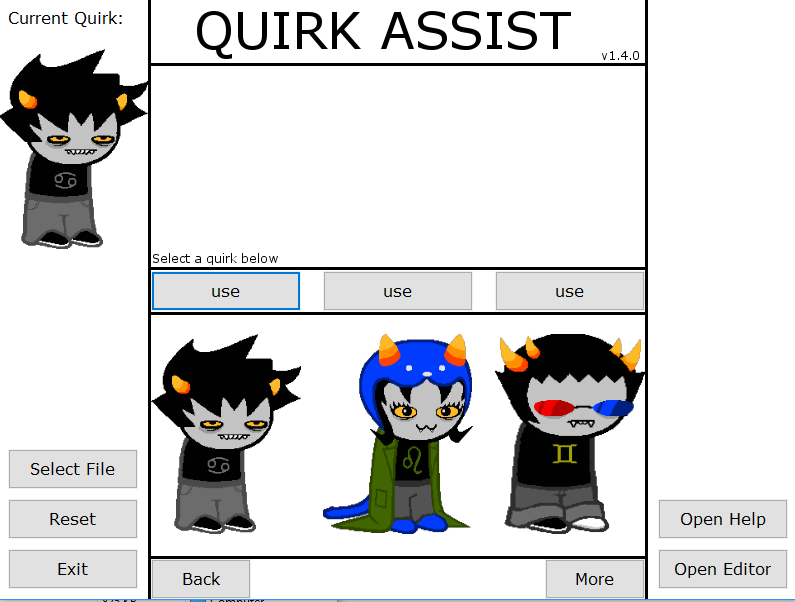 Current Quirk:
QUIRK ASSIST
v1.4.0
Select a quirk below
use use use
Select File
Reset
Exit
Back
More
Open Help
Open Editor